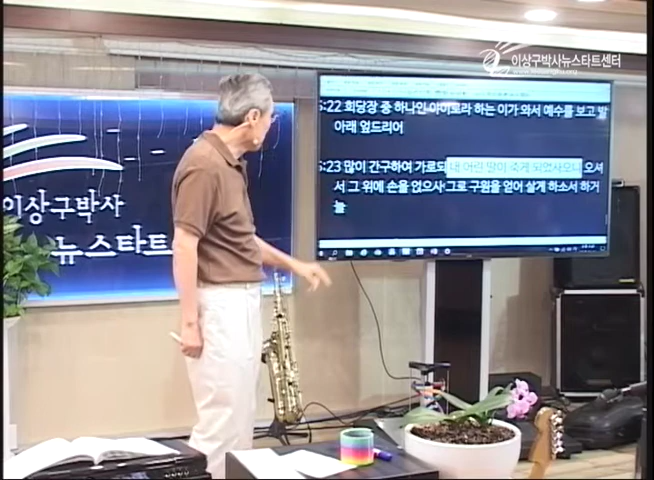 이상구박사뉴스타트센터
5:22 회당장 중 하나인 야이로라 하는 이가 와서 예수를 보고 발
아래 엎드리어
5:23 많이 간구하여 가로되 내 어린 딸이 죽게 되었사오니 오셔
서 그 위에 손을 얹으사 그로 구원을 얻어 살게 하소서 하거
늘
이상구박사
뉴스타트